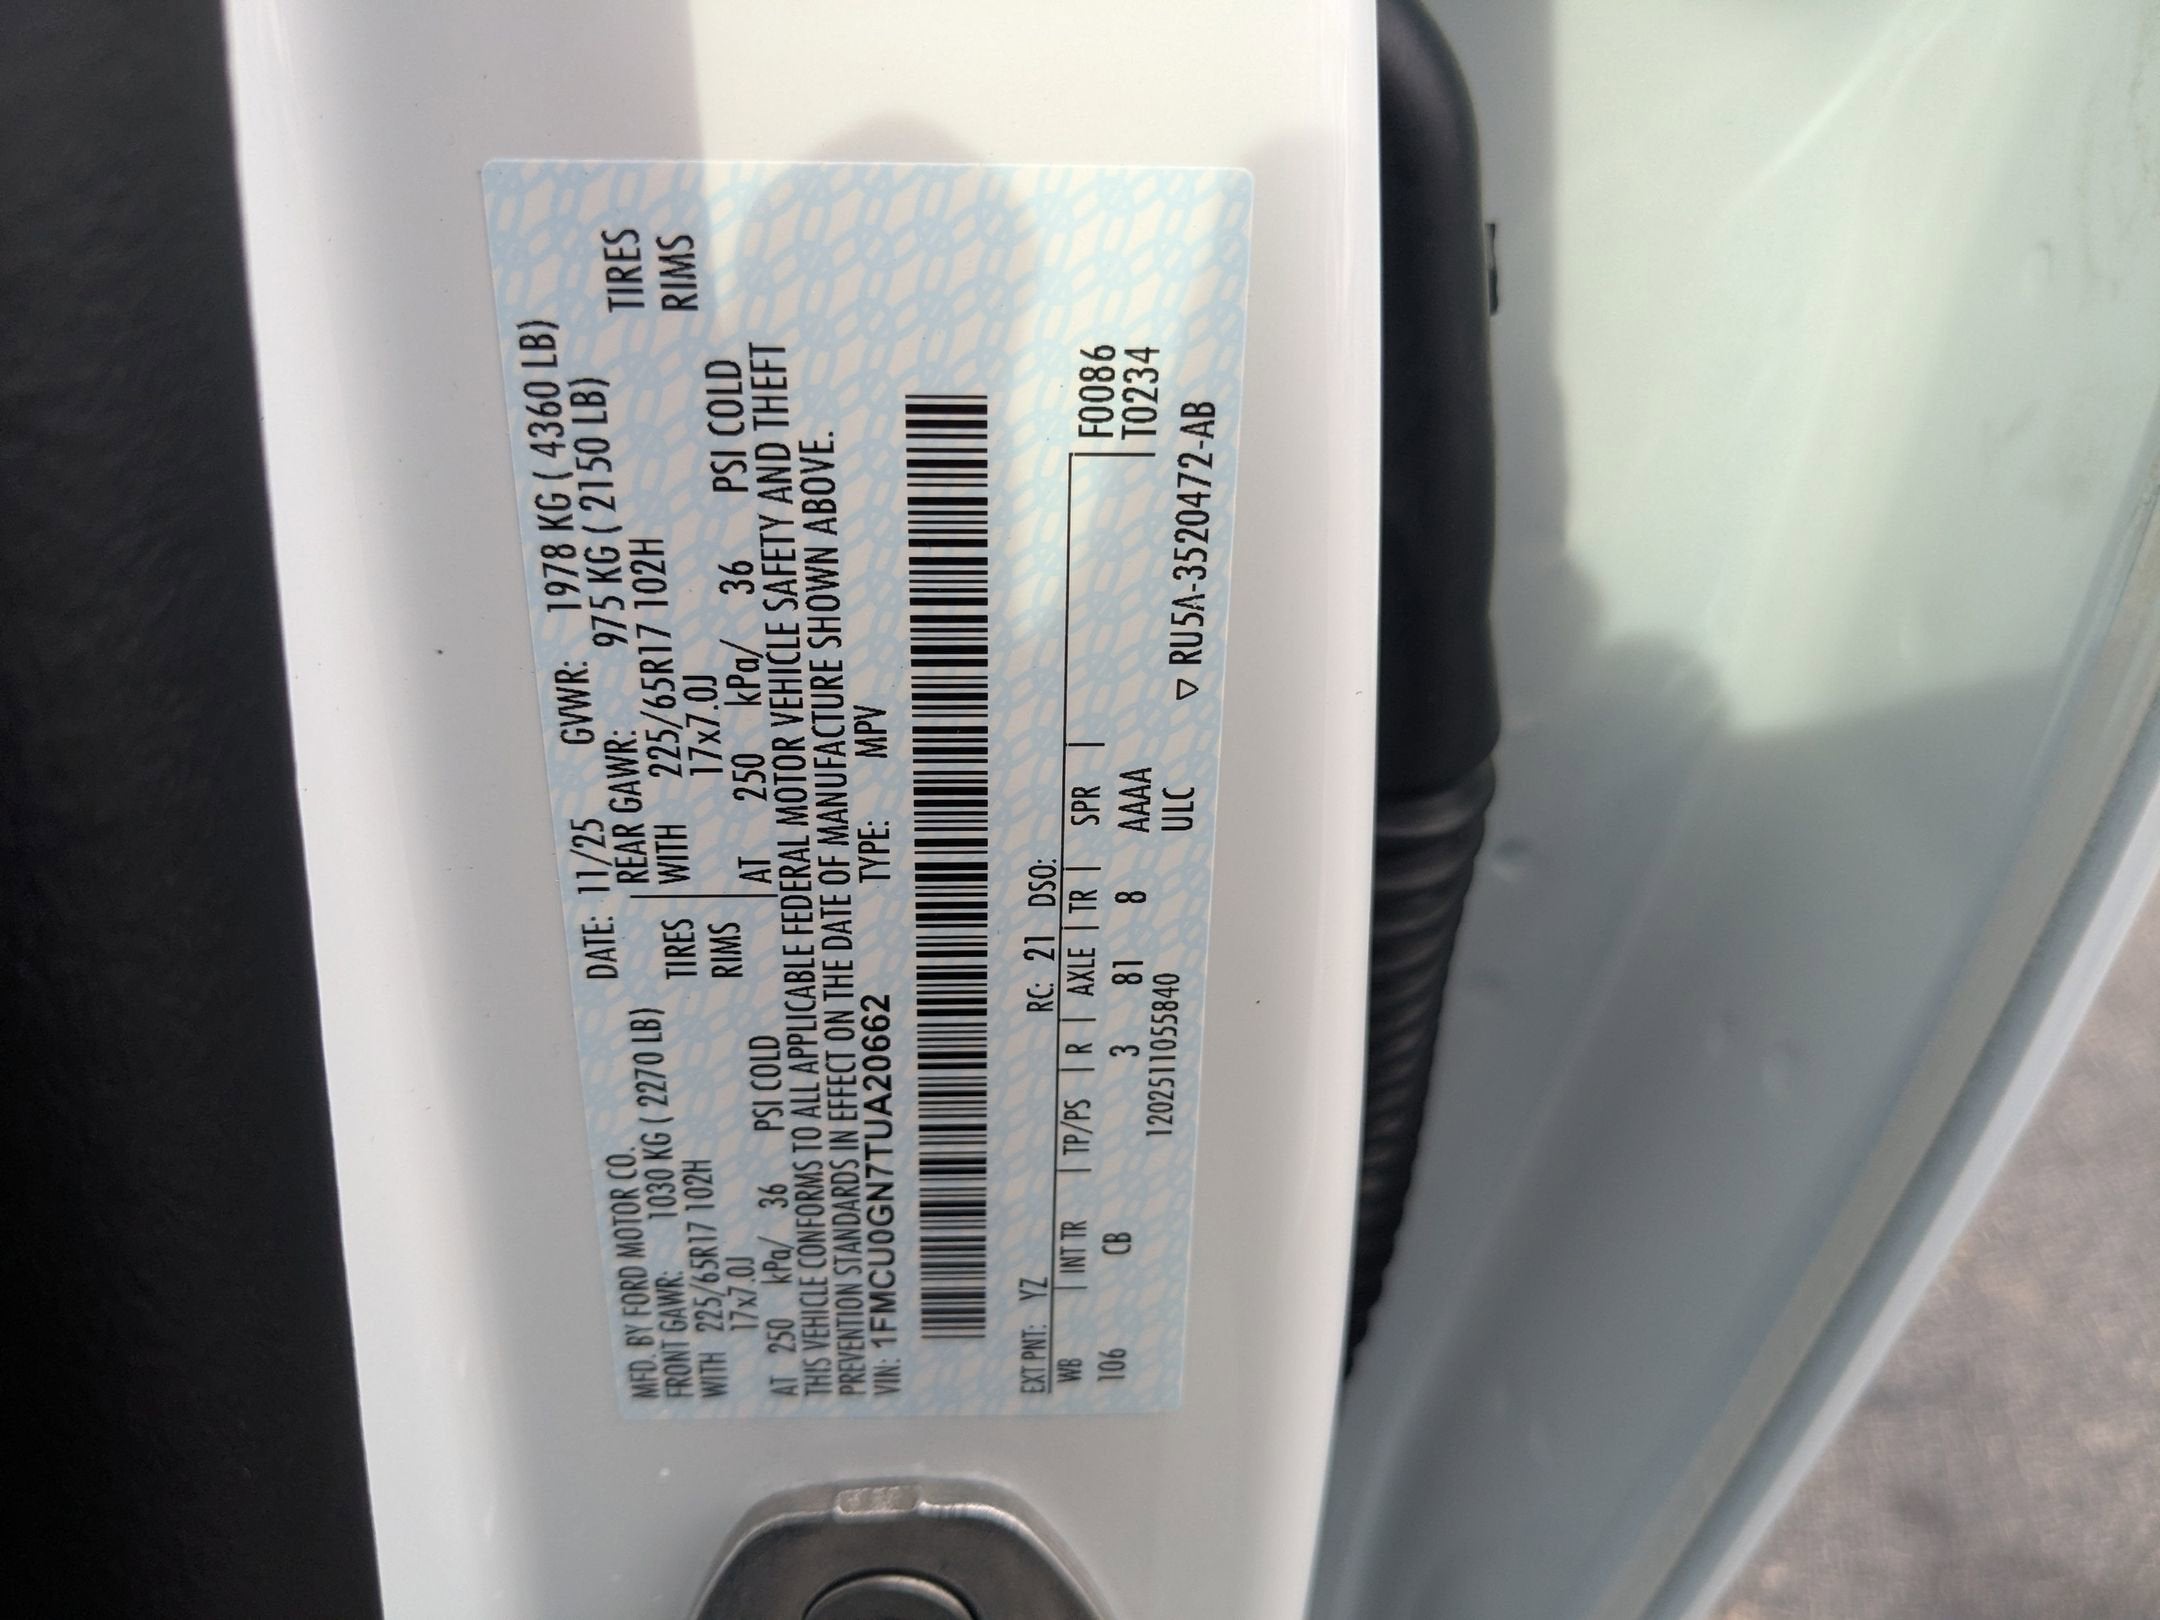 MFD. BY FORD MOTOR CO. DATE: 11/25 GVWR: 1978 KG ( 4360 LB)
FRONT GAWR: 1030 KG ( 2270 LB) REAR GAWR: 975 KG ( 2150 LB)
WITH 225/65R17 102H TIRES WITH 225/65R17 102H TIRES
17x7.0J RIMS 17x7.0J RIMS
AT 250 kPa/ 36 PSI COLD AT 250 kPa/ 36 PSI COLD
THIS VEHICLE CONFORMS TO ALL APPLICABLE FEDERAL MOTOR VEHICLE SAFETY AND THEFT
PREVENTION STANDARDS IN EFFECT ON THE DATE OF MANUFACTURE SHOWN ABOVE.
VIN: 1FMCU0GN7TUA20662 TYPE: MPV
EXT PNT: YZ RC: 21 DSO:
WB | INT TR | TP/PS | R | AXLE | TR | SPR | F0086
106 CB 3 81 8 AAAA T0234
1202511055840 ULC ▽ RU5A-3520472-AB